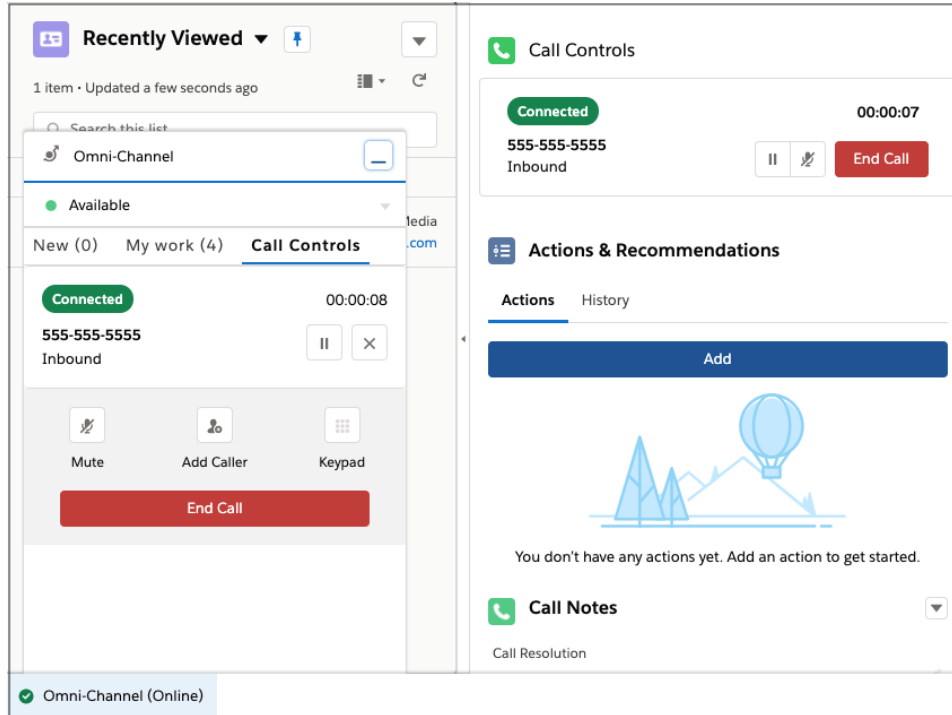 Recently Viewed
1 item • Updated a few seconds ago
Search this list
Omni-Channel
Available
New (0) My work (4) Call Controls
Connected 00:00:08
555-555-5555
Inbound
Mute Add Caller Keypad
End Call
Media
.com
Omni-Channel (Online)
Call Controls
Connected 00:00:07
555-555-5555
Inbound
End Call
Actions & Recommendations
Actions History
Add
You don't have any actions yet. Add an action to get started.
Call Notes
Call Resolution